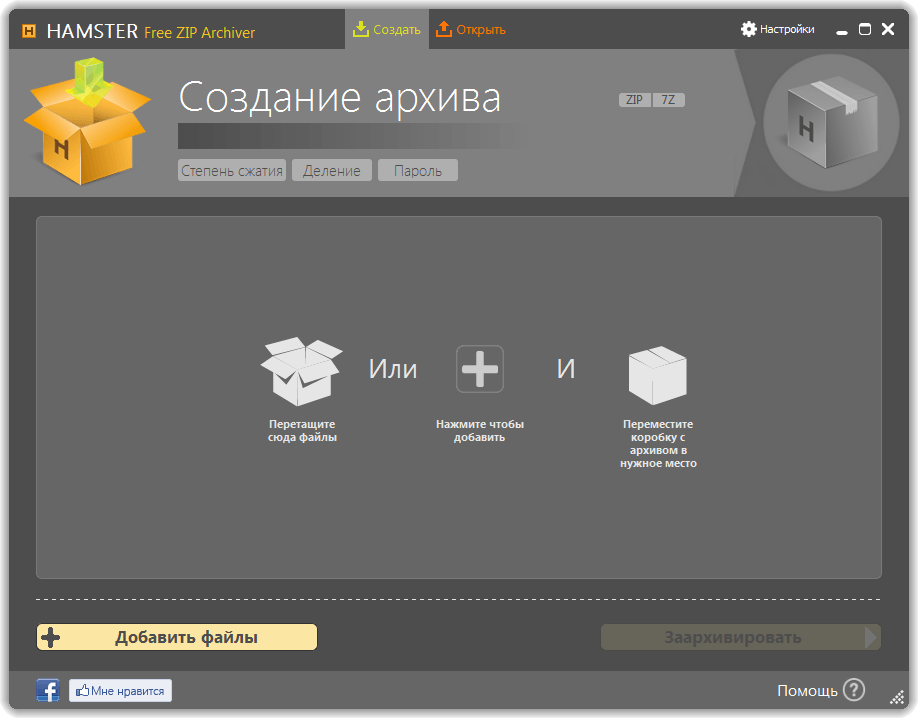 HAMSTER Free ZIP Archiver
Создать
Открыть
Настройки
Создание архива
ZIP 7Z
Степень сжатия
Деление
Пароль
H
H
Перетащите
сюда файлы
Или
Нажмите чтобы
добавить
И
Переместите
коробку с
архивом в
нужное место
Добавить файлы
Заархивировать
Мне нравится
Помощь ?